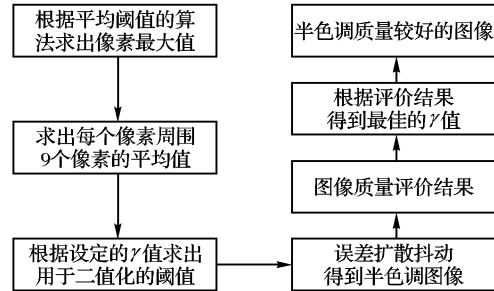 根据平均阈值的算
法求出像素最大值
求出每个像素周围
9个像素的平均值
根据设定的γ值求出
用于二值化的阈值
误差扩散抖动
得到半色调图像
图像质量评价结果
根据评价结果
得到最佳的γ值
半色调质量较好的图像